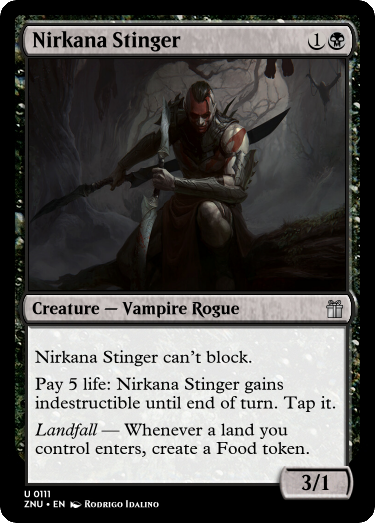 Nirkana Stinger 1
Creature — Vampire Rogue
Nirkana Stinger can't block.
Pay 5 life: Nirkana Stinger gains
indestructible until end of turn. Tap it.
Landfall — Whenever a land you
control enters, create a Food token.
3/1
U 0111
ZNU • EN Rodrigo Idalino